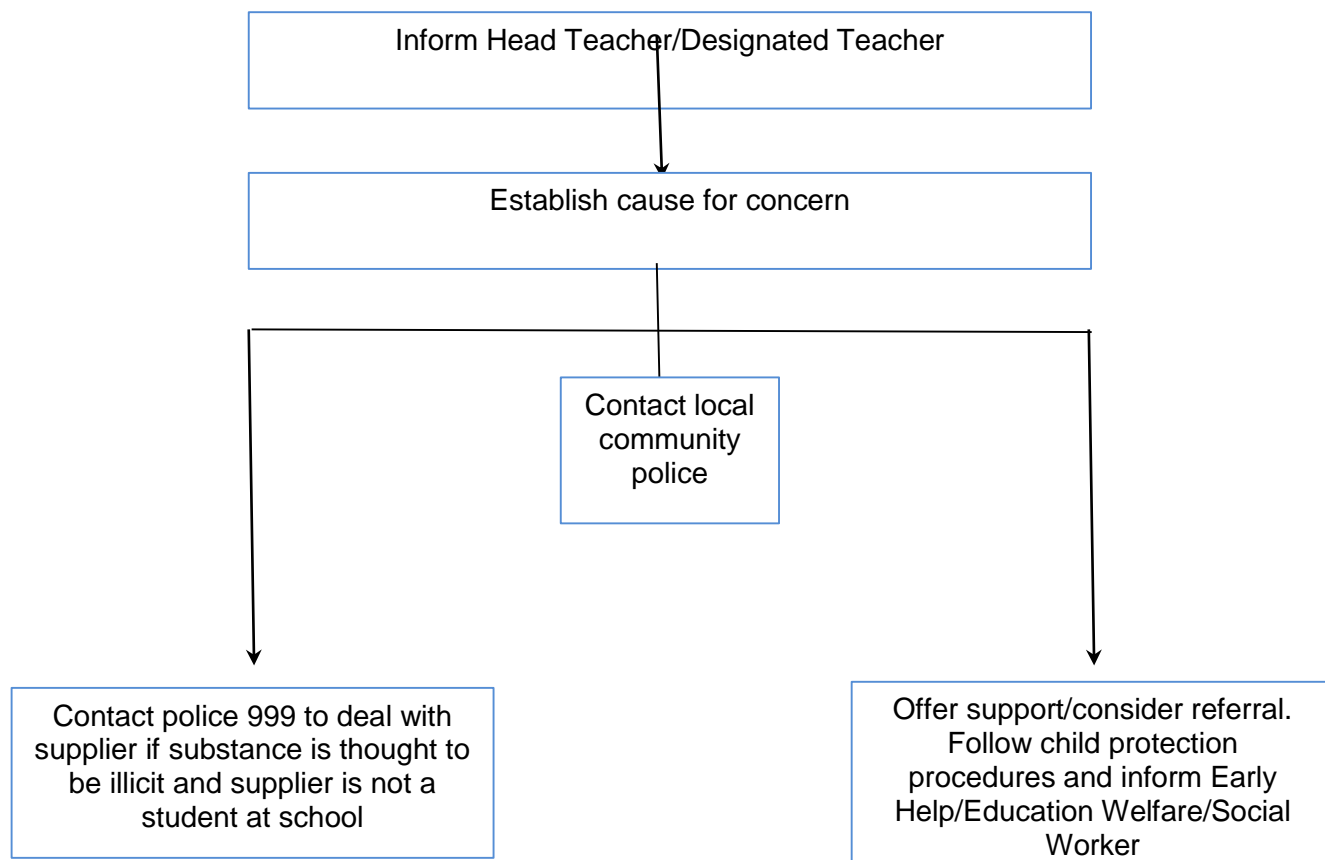 Inform Head Teacher/Designated Teacher
Establish cause for concern
Contact local
community
police
Contact police 999 to deal with
supplier if substance is thought to
be illicit and supplier is not a
student at school
Offer support/consider referral.
Follow child protection
procedures and inform Early
Help/Education Welfare/Social
Worker